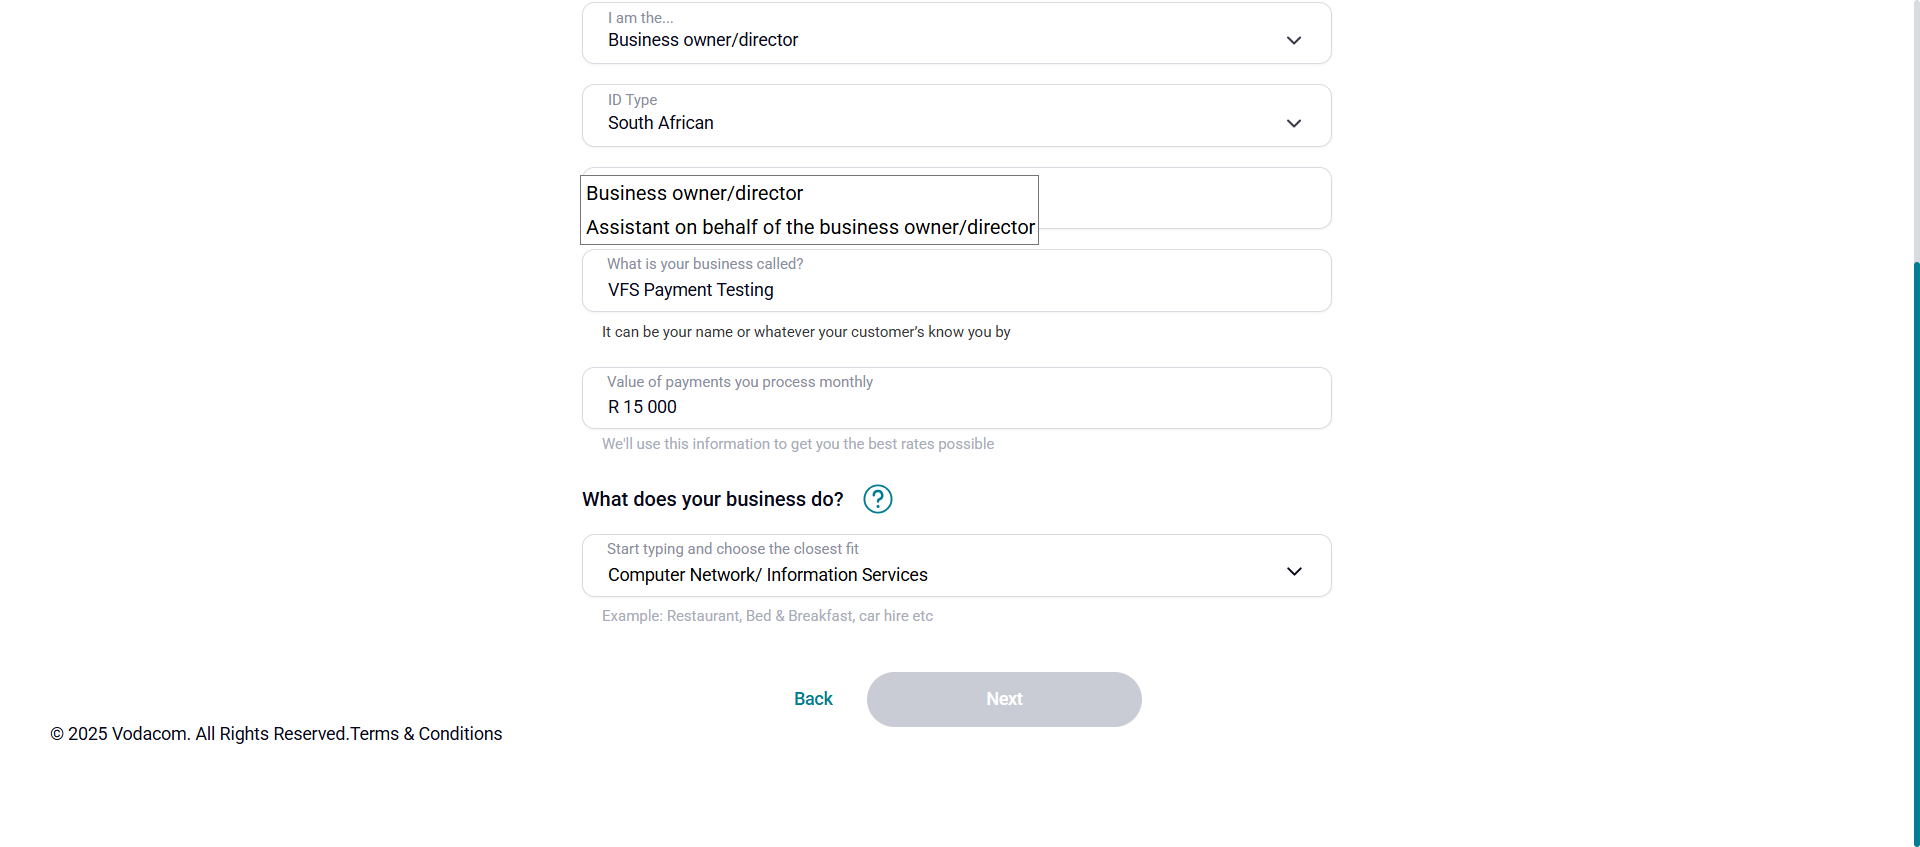 I am the...
Business owner/director
ID Type
South African
Business owner/director
Assistant on behalf of the business owner/director
What is your business called?
VFS Payment Testing
It can be your name or whatever your customer’s know you by
Value of payments you process monthly
R 15 000
We'll use this information to get you the best rates possible
What does your business do? ?
Start typing and choose the closest fit
Computer Network/ Information Services
Example: Restaurant, Bed & Breakfast, car hire etc
Back Next
© 2025 Vodacom. All Rights Reserved.Terms & Conditions